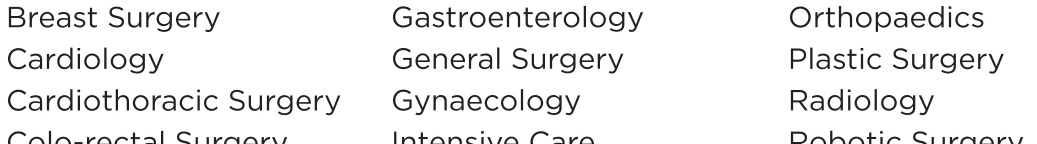 Breast Surgery
Cardiology
Cardiothoracic Surgery
Colo-rectal Surgery
Gastroenterology
General Surgery
Gynaecology
Intensive Care
Orthopaedics
Plastic Surgery
Radiology
Robotic Surgery